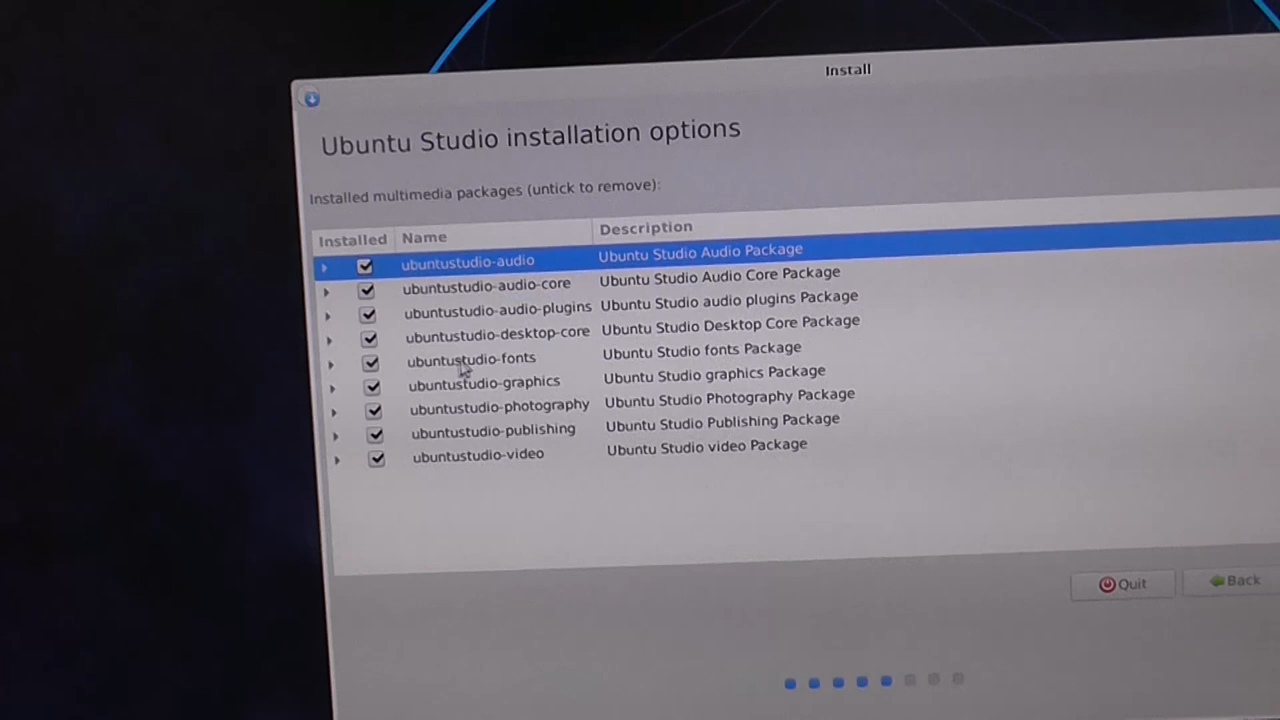 Install
Ubuntu Studio installation options
Installed multimedia packages (untick to remove):
Installed Name Description
ubuntustudio-audio Ubuntu Studio Audio Package
ubuntustudio-audio-core Ubuntu Studio Audio Core Package
ubuntustudio-audio-plugins Ubuntu Studio audio plugins Package
ubuntustudio-desktop-core Ubuntu Studio Desktop Core Package
ubuntustudio-fonts Ubuntu Studio fonts Package
ubuntustudio-graphics Ubuntu Studio graphics Package
ubuntustudio-photography Ubuntu Studio Photography Package
ubuntustudio-publishing Ubuntu Studio Publishing Package
ubuntustudio-video Ubuntu Studio video Package
Quit Back